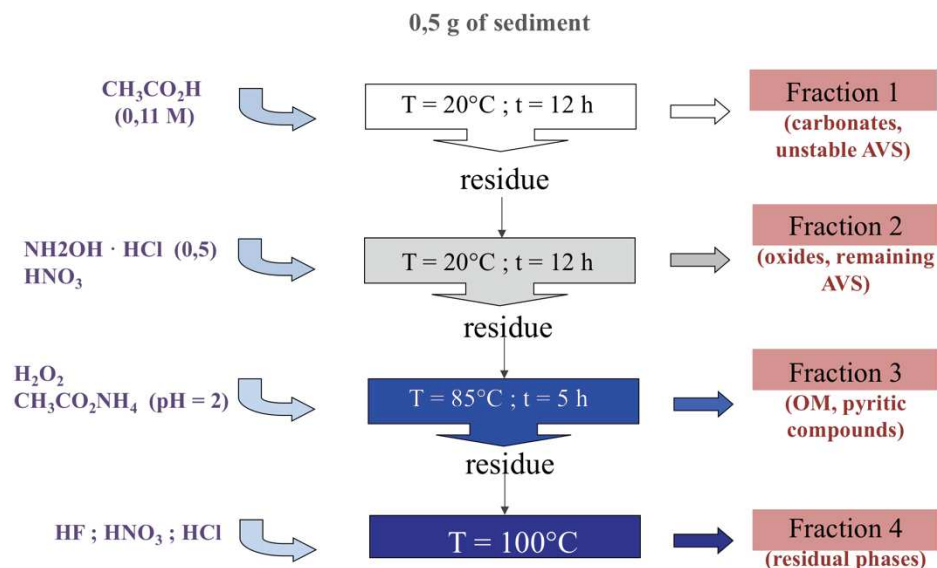 0,5 g of sediment
CH₃CO₂H
(0,11 M)
T = 20°C ; t = 12 h
Fraction 1
(carbonates,
unstable AVS)
residue
NH2OH · HCl (0,5)
HNO₃
T = 20°C ; t = 12 h
Fraction 2
(oxides, remaining
AVS)
residue
H₂O₂
CH₃CO₂NH₄ (pH = 2)
T = 85°C ; t = 5 h
Fraction 3
(OM, pyritic
compounds)
residue
HF ; HNO₃ ; HCl
T = 100°C
Fraction 4
(residual phases)